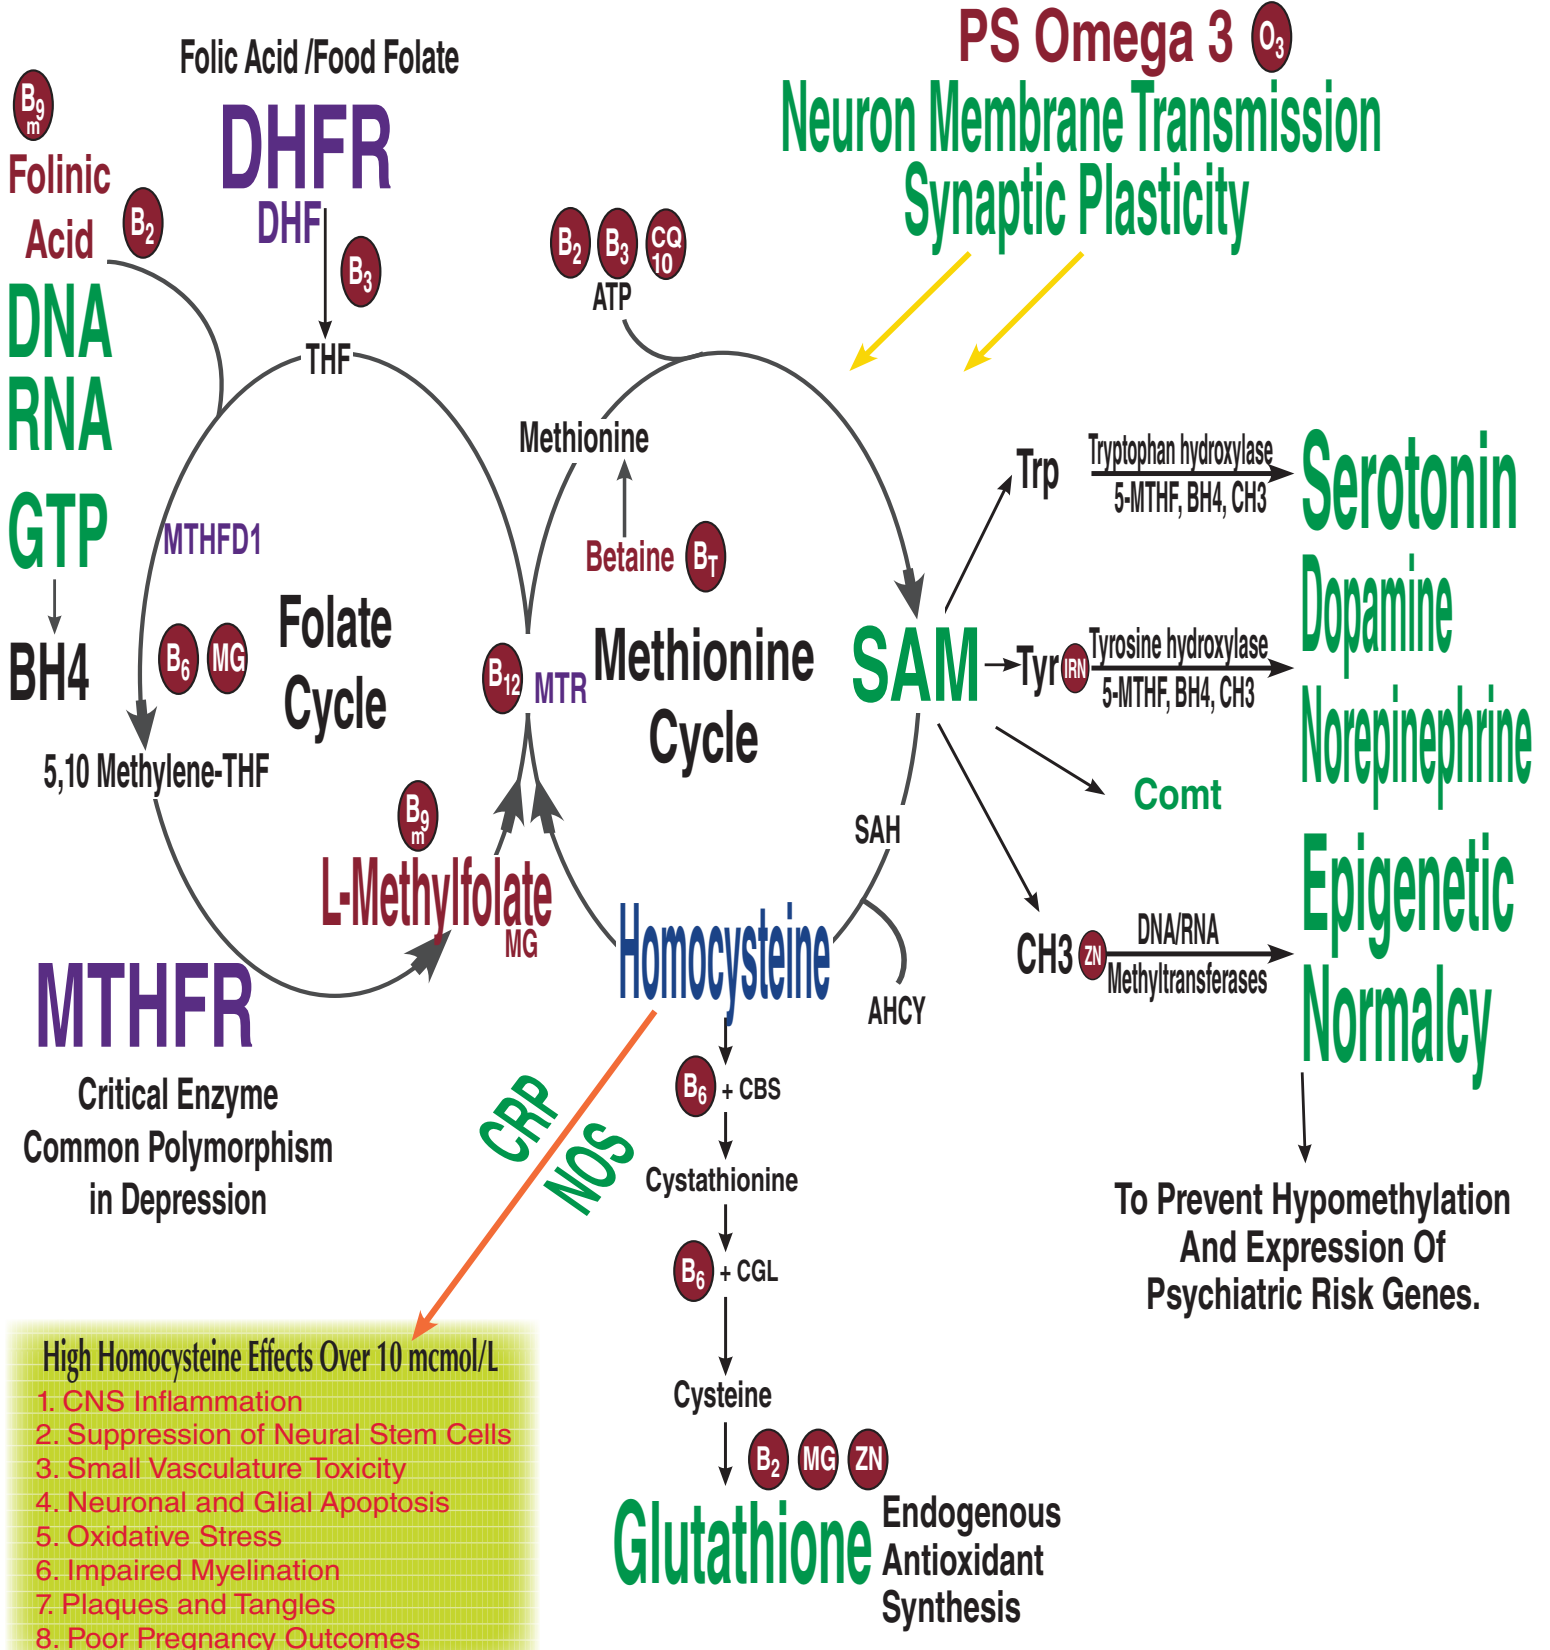 PS Omega 3 O3
Neuron Membrane Transmission
Synaptic Plasticity
Folic Acid /Food Folate
DHFR
DHF
B3
THF
B9
m
Folinic
Acid
B2
DNA
RNA
GTP
BH4
MTHFD1
B6 MG
Folate
Cycle
5,10 Methylene-THF
B9
m
L-Methylfolate
MG
MTHFR
Critical Enzyme
Common Polymorphism
in Depression
B2 B3 CQ
10
ATP
Methionine
Betaine BT
B12 MTR
Methionine
Cycle
SAM
SAH
AHCY
Homocysteine
Trp
Tryptophan hydroxylase
5-MTHF, BH4, CH3
Serotonin
Tyr IRN
Tyrosine hydroxylase
5-MTHF, BH4, CH3
Dopamine
Norepinephrine
Comt
CH3 ZN
DNA/RNA
Methyltransferases
Epigenetic
Normalcy
To Prevent Hypomethylation
And Expression Of
Psychiatric Risk Genes.
CRP
NOS
B6 + CBS
Cystathionine
B6 + CGL
Cysteine
B2 MG ZN
Glutathione
Endogenous
Antioxidant
Synthesis
High Homocysteine Effects Over 10 mcmol/L
1. CNS Inflammation
2. Suppression of Neural Stem Cells
3. Small Vasculature Toxicity
4. Neuronal and Glial Apoptosis
5. Oxidative Stress
6. Impaired Myelination
7. Plaques and Tangles
8. Poor Pregnancy Outcomes